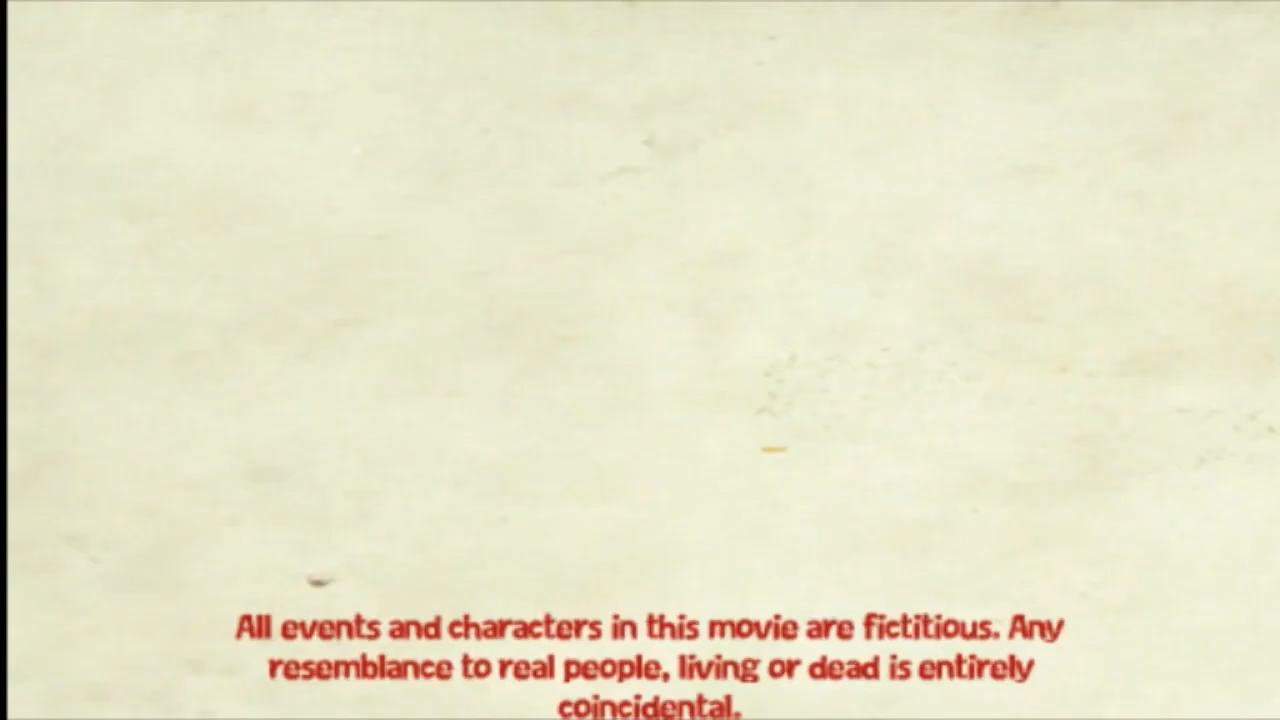 All events and characters in this movie are fictitious. Any
resemblance to real people, living or dead is entirely
coincidental.